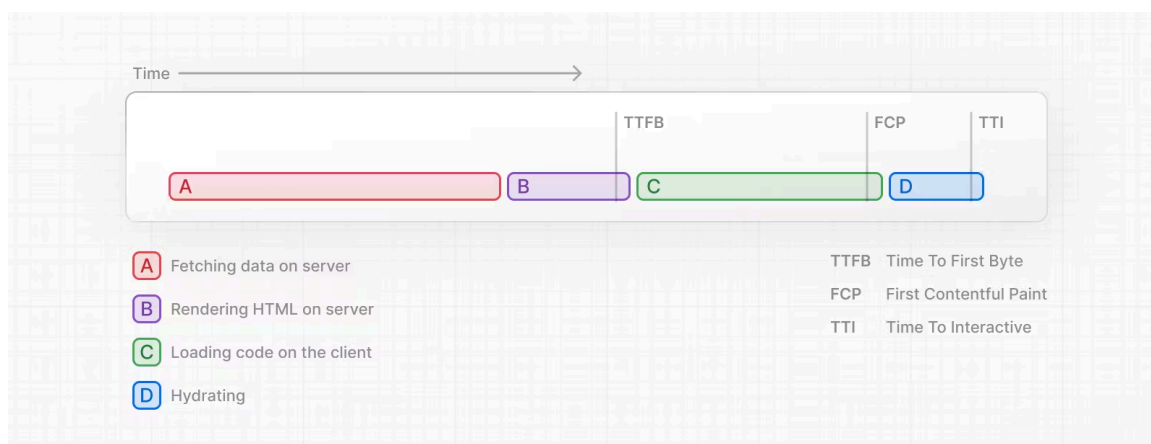 Time
TTFB
FCP
TTI
A
B
C
D
A Fetching data on server
B Rendering HTML on server
C Loading code on the client
D Hydrating
TTFB Time To First Byte
FCP First Contentful Paint
TTI Time To Interactive